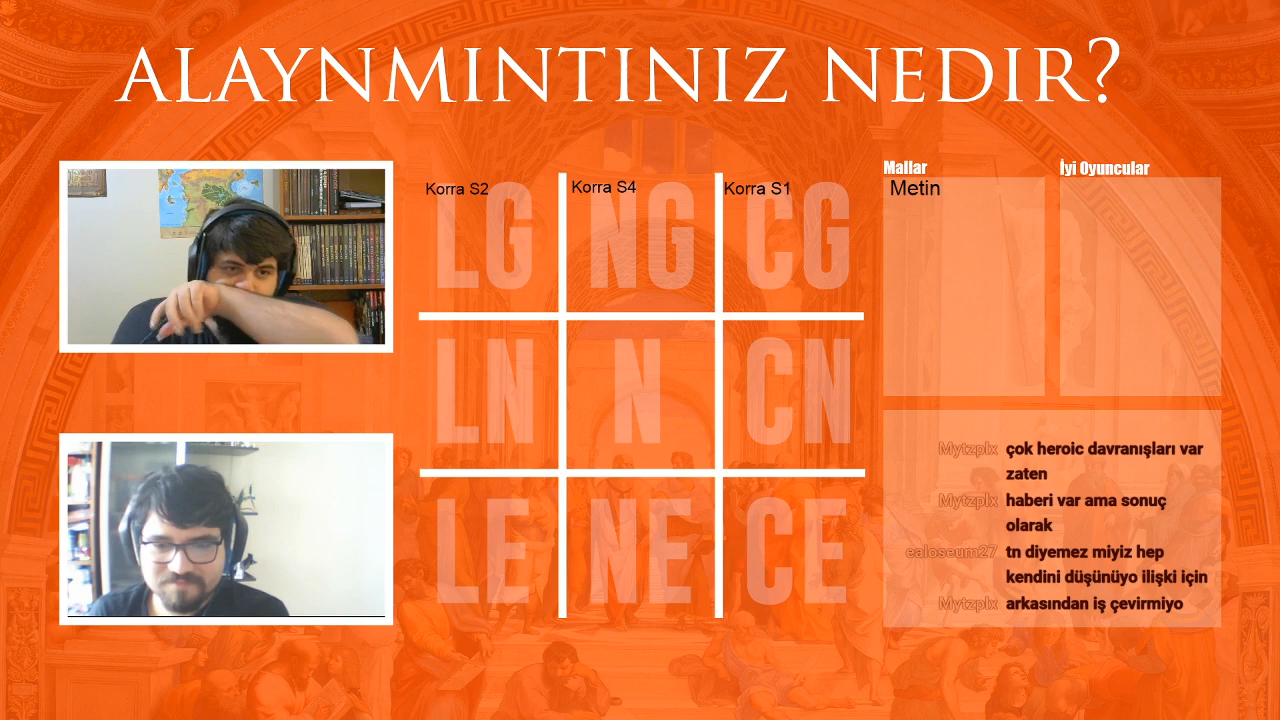 ALAYNMINTINIZ NEDIR?
Korra S2
Korra S4
Korra S1
LG
NG
CG
LN
N
CN
LE
NE
CE
Mallar
İyi Oyuncular
Metin
Mytzplx çok heroic davranışları var
zaten
Mytzplx haberi var ama sonuç
olarak
ealoseum27 tn diyemez miyiz hep
kendini düşünüyo ilişki için
Mytzplx arkasından iş çevirmiyo